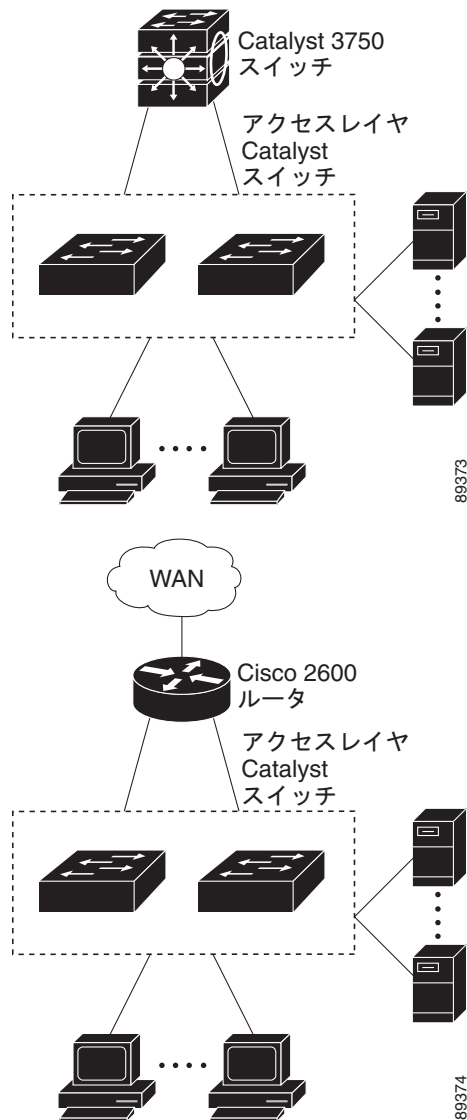 Catalyst 3750
スイッチ
アクセスレイヤ
Catalyst
スイッチ
89373
WAN
Cisco 2600
ルータ
アクセスレイヤ
Catalyst
スイッチ
89374